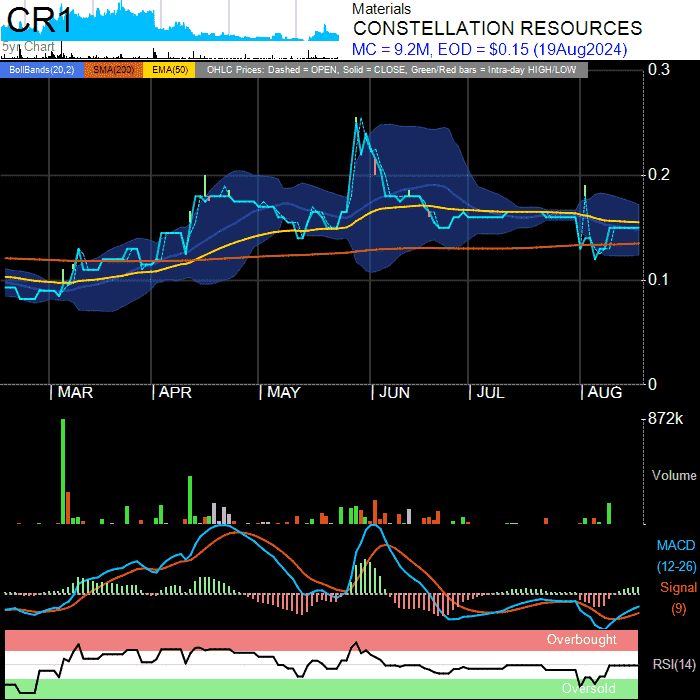 CR1
5yr Chart
Materials
CONSTELLATION RESOURCES
MC = 9.2M, EOD = $0.15 (19Aug2024)
BollBands(20,2) SMA(200) EMA(50) OHLC Prices: Dashed = OPEN, Solid = CLOSE, Green/Red bars = Intra-day HIGH/LOW
0.3
0.2
0.1
0
MAR APR MAY JUN JUL AUG
872k
Volume
MACD
(12-26)
Signal
(9)
Overbought
RSI(14)
Oversold